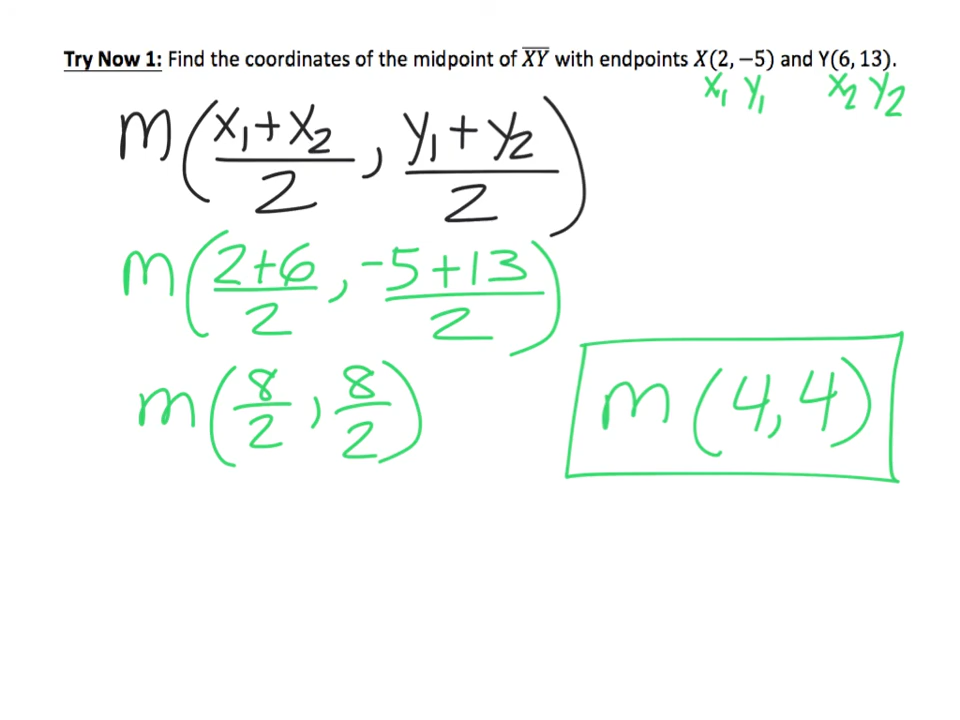 Try Now 1: Find the coordinates of the midpoint of XY with endpoints X(2, −5) and Y(6, 13).
x₁ y₁ x₂ y₂
m(x₁+x₂/2, y₁+y₂/2)
m(2+6/2, -5+13/2)
m(8/2, 8/2)
m(4,4)